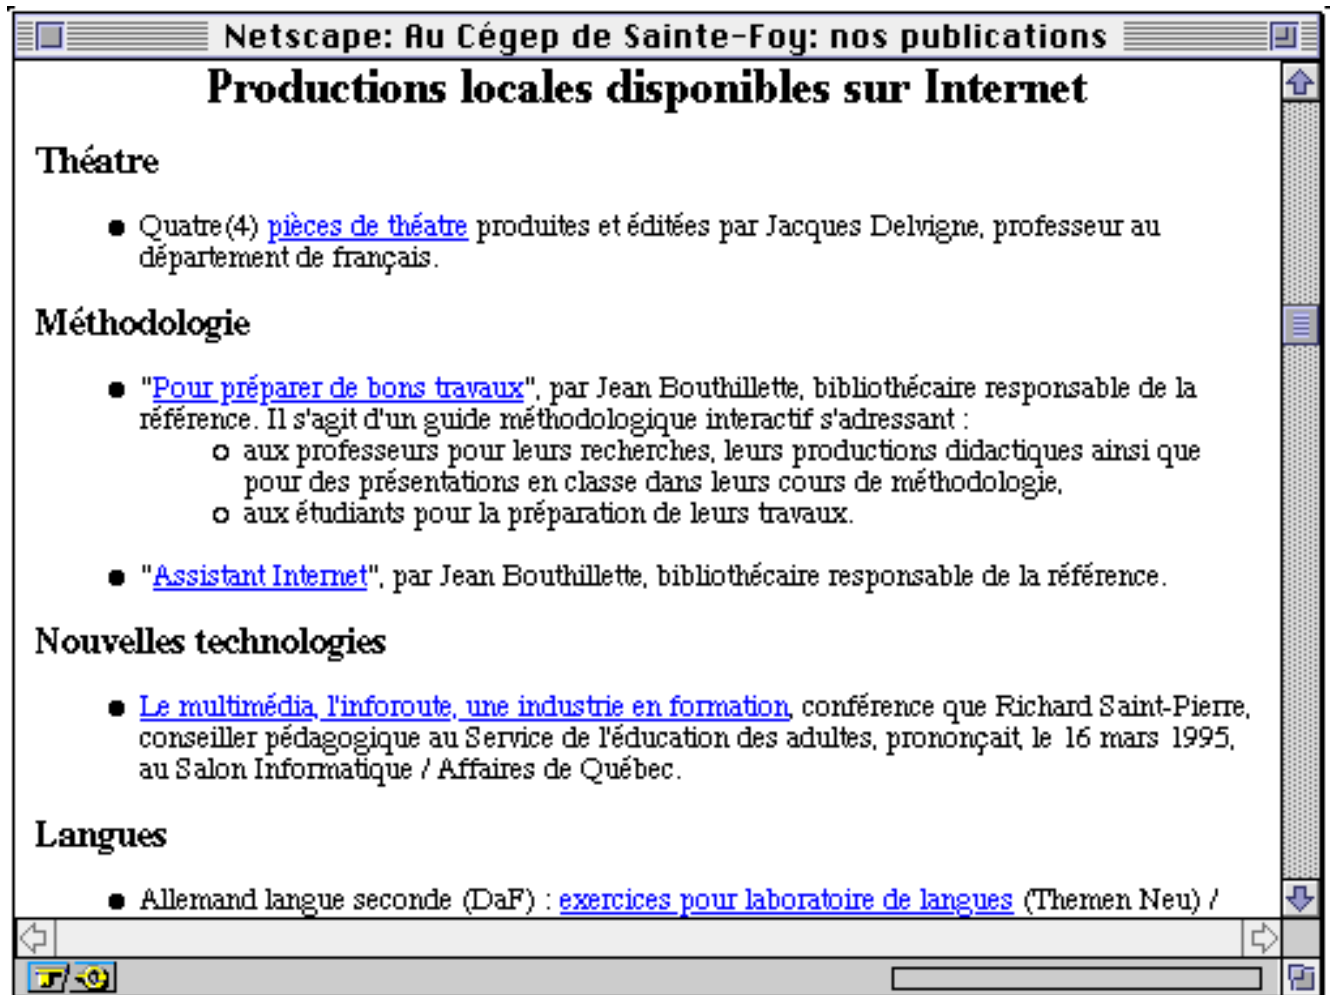 Netscape: Au Cégep de Sainte-Foy: nos publications
Productions locales disponibles sur Internet
Théatre
Quatre(4) pièces de théatre produites et éditées par Jacques Delvigne, professeur au
département de français.
Méthodologie
"Pour préparer de bons travaux", par Jean Bouthillette, bibliothécaire responsable de la
référence. Il s'agit d'un guide méthodologique interactif s'adressant :
aux professeurs pour leurs recherches, leurs productions didactiques ainsi que
pour des présentations en classe dans leurs cours de méthodologie,
aux étudiants pour la préparation de leurs travaux.
"Assistant Internet", par Jean Bouthillette, bibliothécaire responsable de la référence.
Nouvelles technologies
Le multimédia, l'inforoute, une industrie en formation, conférence que Richard Saint-Pierre,
conseiller pédagogique au Service de l'éducation des adultes, prononçait, le 16 mars 1995,
au Salon Informatique / Affaires de Québec.
Langues
Allemand langue seconde (DaF) : exercices pour laboratoire de langues (Themen Neu) /